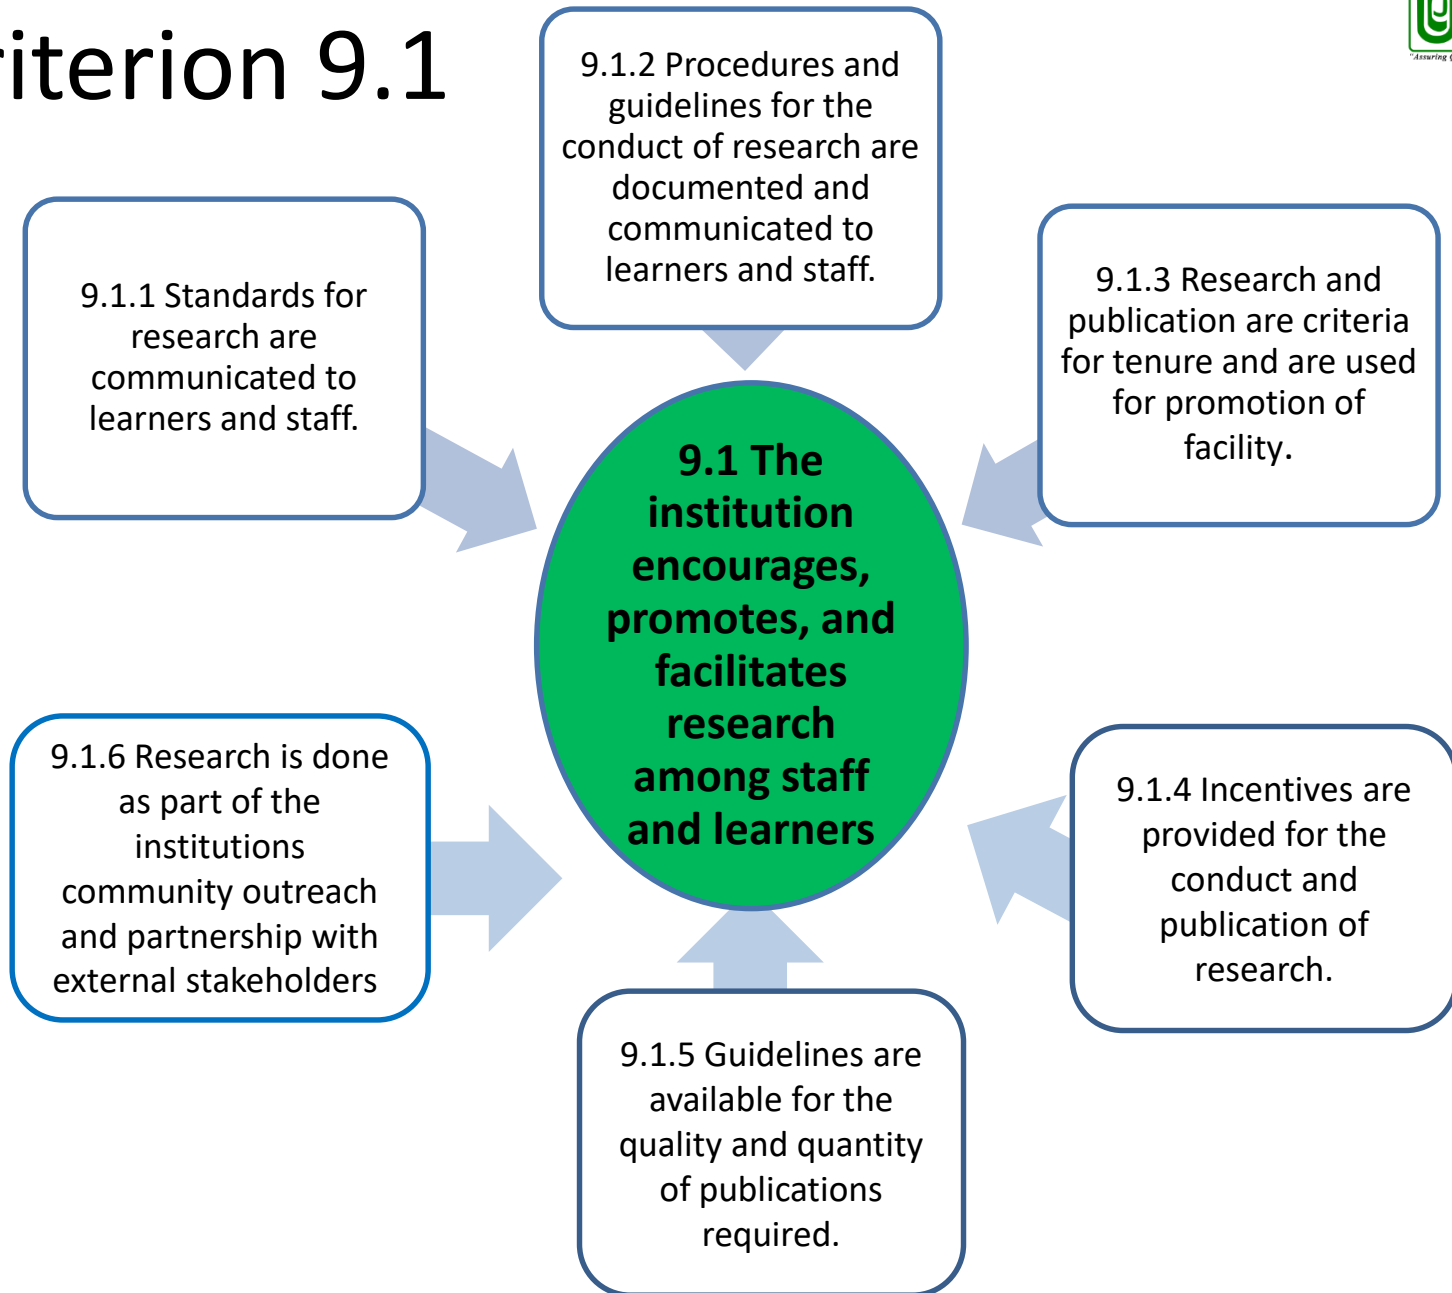 riterion 9.1
"Assuring
9.1.2 Procedures and
guidelines for the
conduct of research are
documented and
communicated to
learners and staff.
9.1.1 Standards for
research are
communicated to
learners and staff.
9.1.3 Research and
publication are criteria
for tenure and are used
for promotion of
facility.
9.1 The
institution
encourages,
promotes, and
facilitates
research
among staff
and learners
9.1.6 Research is done
as part of the
institutions
community outreach
and partnership with
external stakeholders
9.1.4 Incentives are
provided for the
conduct and
publication of
research.
9.1.5 Guidelines are
available for the
quality and quantity
of publications
required.